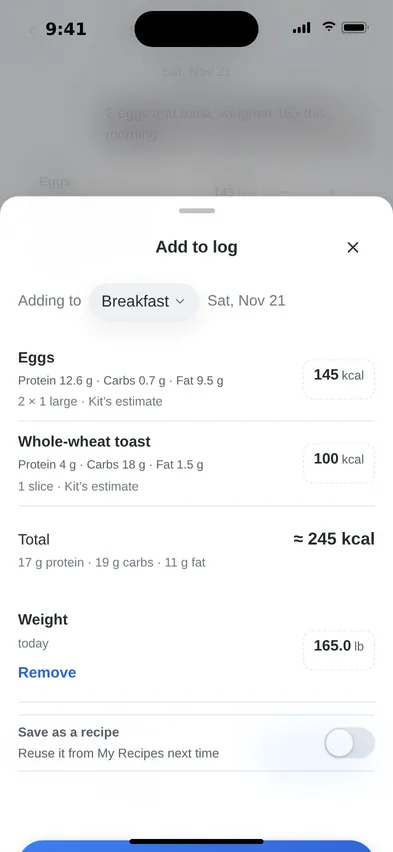 9:41
Sat, Nov 21
2 eggs and toast, weighed 165 this
morning
Eggs
145 kcal
Add to log
Adding to Breakfast Sat, Nov 21
Eggs
Protein 12.6 g · Carbs 0.7 g · Fat 9.5 g
2 × 1 large · Kit's estimate
145 kcal
Whole-wheat toast
Protein 4 g · Carbs 18 g · Fat 1.5 g
1 slice · Kit's estimate
100 kcal
Total
≈ 245 kcal
17 g protein · 19 g carbs · 11 g fat
Weight
today
165.0 lb
Remove
Save as a recipe
Reuse it from My Recipes next time